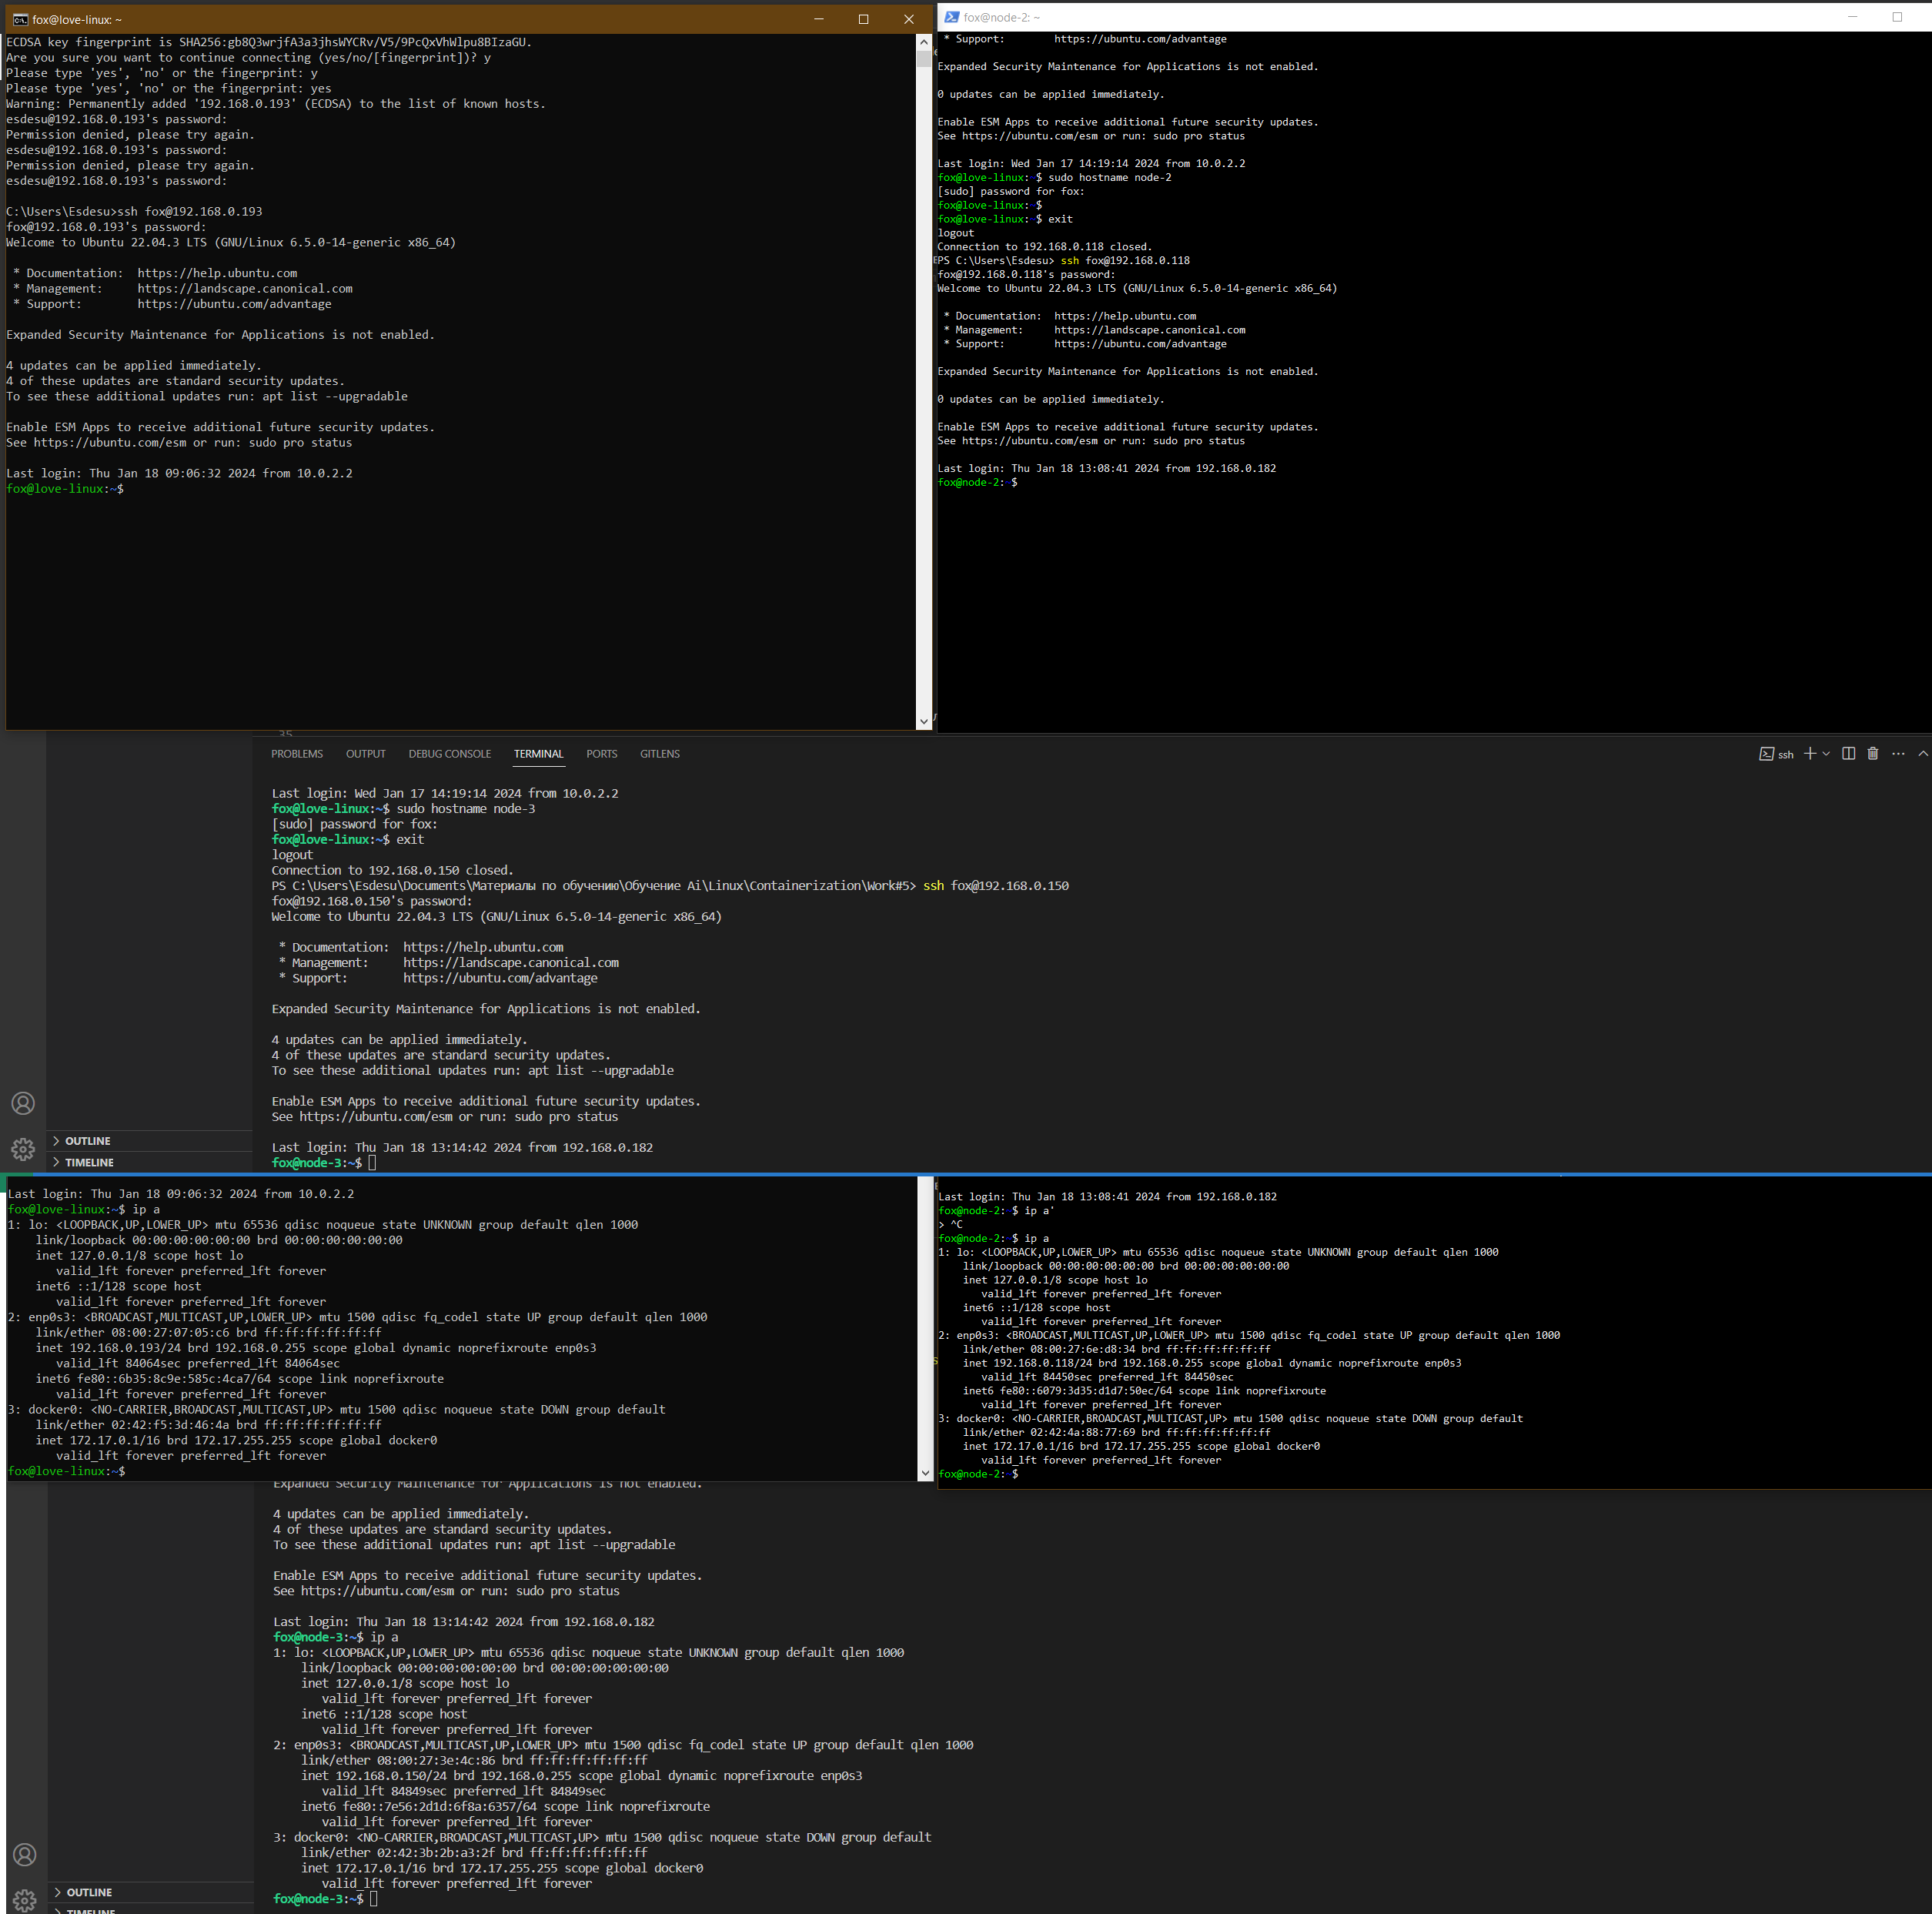 fox@love-linux: ~
ECDSA key fingerprint is SHA256:gb8Q3wrjfA3a3jhsWYCRv/V5/9PcQxVhWlpu8BIzaGU.
Are you sure you want to continue connecting (yes/no/[fingerprint])? y
Please type 'yes', 'no' or the fingerprint: y
Please type 'yes', 'no' or the fingerprint: yes
Warning: Permanently added '192.168.0.193' (ECDSA) to the list of known hosts.
esdesu@192.168.0.193's password:
Permission denied, please try again.
esdesu@192.168.0.193's password:
Permission denied, please try again.
esdesu@192.168.0.193's password:
C:\Users\Esdesu>ssh fox@192.168.0.193
fox@192.168.0.193's password:
Welcome to Ubuntu 22.04.3 LTS (GNU/Linux 6.5.0-14-generic x86_64)
* Documentation:  https://help.ubuntu.com
* Management:     https://landscape.canonical.com
* Support:        https://ubuntu.com/advantage
Expanded Security Maintenance for Applications is not enabled.
4 updates can be applied immediately.
4 of these updates are standard security updates.
To see these additional updates run: apt list --upgradable
Enable ESM Apps to receive additional future security updates.
See https://ubuntu.com/esm or run: sudo pro status
Last login: Thu Jan 18 09:06:32 2024 from 10.0.2.2
fox@love-linux:~$
fox@node-2: ~
* Support:        https://ubuntu.com/advantage
Expanded Security Maintenance for Applications is not enabled.
0 updates can be applied immediately.
Enable ESM Apps to receive additional future security updates.
See https://ubuntu.com/esm or run: sudo pro status
Last login: Wed Jan 17 14:19:14 2024 from 10.0.2.2
fox@love-linux:~$ sudo hostname node-2
[sudo] password for fox:
fox@love-linux:~$
fox@love-linux:~$ exit
logout
Connection to 192.168.0.118 closed.
PS C:\Users\Esdesu> ssh fox@192.168.0.118
fox@192.168.0.118's password:
Welcome to Ubuntu 22.04.3 LTS (GNU/Linux 6.5.0-14-generic x86_64)
* Documentation:  https://help.ubuntu.com
* Management:     https://landscape.canonical.com
* Support:        https://ubuntu.com/advantage
Expanded Security Maintenance for Applications is not enabled.
0 updates can be applied immediately.
Enable ESM Apps to receive additional future security updates.
See https://ubuntu.com/esm or run: sudo pro status
Last login: Thu Jan 18 13:08:41 2024 from 192.168.0.182
fox@node-2:~$
35
PROBLEMS OUTPUT DEBUG CONSOLE TERMINAL PORTS GITLENS
ssh
Last login: Wed Jan 17 14:19:14 2024 from 10.0.2.2
fox@love-linux:~$ sudo hostname node-3
[sudo] password for fox:
fox@love-linux:~$ exit
logout
Connection to 192.168.0.150 closed.
PS C:\Users\Esdesu\Documents\Материалы по обучению\Обучение Ai\Linux\Containerization\Work#5> ssh fox@192.168.0.150
fox@192.168.0.150's password:
Welcome to Ubuntu 22.04.3 LTS (GNU/Linux 6.5.0-14-generic x86_64)
* Documentation:  https://help.ubuntu.com
* Management:     https://landscape.canonical.com
* Support:        https://ubuntu.com/advantage
Expanded Security Maintenance for Applications is not enabled.
4 updates can be applied immediately.
4 of these updates are standard security updates.
To see these additional updates run: apt list --upgradable
Enable ESM Apps to receive additional future security updates.
See https://ubuntu.com/esm or run: sudo pro status
Last login: Thu Jan 18 13:14:42 2024 from 192.168.0.182
fox@node-3:~$
OUTLINE
TIMELINE
Last login: Thu Jan 18 09:06:32 2024 from 10.0.2.2
fox@love-linux:~$ ip a
1: lo: <LOOPBACK,UP,LOWER_UP> mtu 65536 qdisc noqueue state UNKNOWN group default qlen 1000
link/loopback 00:00:00:00:00:00 brd 00:00:00:00:00:00
inet 127.0.0.1/8 scope host lo
valid_lft forever preferred_lft forever
inet6 ::1/128 scope host
valid_lft forever preferred_lft forever
2: enp0s3: <BROADCAST,MULTICAST,UP,LOWER_UP> mtu 1500 qdisc fq_codel state UP group default qlen 1000
link/ether 08:00:27:07:05:c6 brd ff:ff:ff:ff:ff:ff
inet 192.168.0.193/24 brd 192.168.0.255 scope global dynamic noprefixroute enp0s3
valid_lft 84064sec preferred_lft 84064sec
inet6 fe80::6b35:8c9e:585c:4ca7/64 scope link noprefixroute
valid_lft forever preferred_lft forever
3: docker0: <NO-CARRIER,BROADCAST,MULTICAST,UP> mtu 1500 qdisc noqueue state DOWN group default
link/ether 02:42:f5:3d:46:4a brd ff:ff:ff:ff:ff:ff
inet 172.17.0.1/16 brd 172.17.255.255 scope global docker0
valid_lft forever preferred_lft forever
fox@love-linux:~$
Last login: Thu Jan 18 13:08:41 2024 from 192.168.0.182
fox@node-2:~$ ip a'
> ^C
fox@node-2:~$ ip a
1: lo: <LOOPBACK,UP,LOWER_UP> mtu 65536 qdisc noqueue state UNKNOWN group default qlen 1000
link/loopback 00:00:00:00:00:00 brd 00:00:00:00:00:00
inet 127.0.0.1/8 scope host lo
valid_lft forever preferred_lft forever
inet6 ::1/128 scope host
valid_lft forever preferred_lft forever
2: enp0s3: <BROADCAST,MULTICAST,UP,LOWER_UP> mtu 1500 qdisc fq_codel state UP group default qlen 1000
link/ether 08:00:27:6e:d8:34 brd ff:ff:ff:ff:ff:ff
inet 192.168.0.118/24 brd 192.168.0.255 scope global dynamic noprefixroute enp0s3
valid_lft 84450sec preferred_lft 84450sec
inet6 fe80::6079:3d35:d1d7:50ec/64 scope link noprefixroute
valid_lft forever preferred_lft forever
3: docker0: <NO-CARRIER,BROADCAST,MULTICAST,UP> mtu 1500 qdisc noqueue state DOWN group default
link/ether 02:42:4a:88:77:69 brd ff:ff:ff:ff:ff:ff
inet 172.17.0.1/16 brd 172.17.255.255 scope global docker0
valid_lft forever preferred_lft forever
fox@node-2:~$
Expanded Security Maintenance for Applications is not enabled.
4 updates can be applied immediately.
4 of these updates are standard security updates.
To see these additional updates run: apt list --upgradable
Enable ESM Apps to receive additional future security updates.
See https://ubuntu.com/esm or run: sudo pro status
Last login: Thu Jan 18 13:14:42 2024 from 192.168.0.182
fox@node-3:~$ ip a
1: lo: <LOOPBACK,UP,LOWER_UP> mtu 65536 qdisc noqueue state UNKNOWN group default qlen 1000
link/loopback 00:00:00:00:00:00 brd 00:00:00:00:00:00
inet 127.0.0.1/8 scope host lo
valid_lft forever preferred_lft forever
inet6 ::1/128 scope host
valid_lft forever preferred_lft forever
2: enp0s3: <BROADCAST,MULTICAST,UP,LOWER_UP> mtu 1500 qdisc fq_codel state UP group default qlen 1000
link/ether 08:00:27:3e:4c:86 brd ff:ff:ff:ff:ff:ff
inet 192.168.0.150/24 brd 192.168.0.255 scope global dynamic noprefixroute enp0s3
valid_lft 84849sec preferred_lft 84849sec
inet6 fe80::7e56:2d1d:6f8a:6357/64 scope link noprefixroute
valid_lft forever preferred_lft forever
3: docker0: <NO-CARRIER,BROADCAST,MULTICAST,UP> mtu 1500 qdisc noqueue state DOWN group default
link/ether 02:42:3b:2b:a3:2f brd ff:ff:ff:ff:ff:ff
inet 172.17.0.1/16 brd 172.17.255.255 scope global docker0
valid_lft forever preferred_lft forever
fox@node-3:~$
OUTLINE
TIMELINE